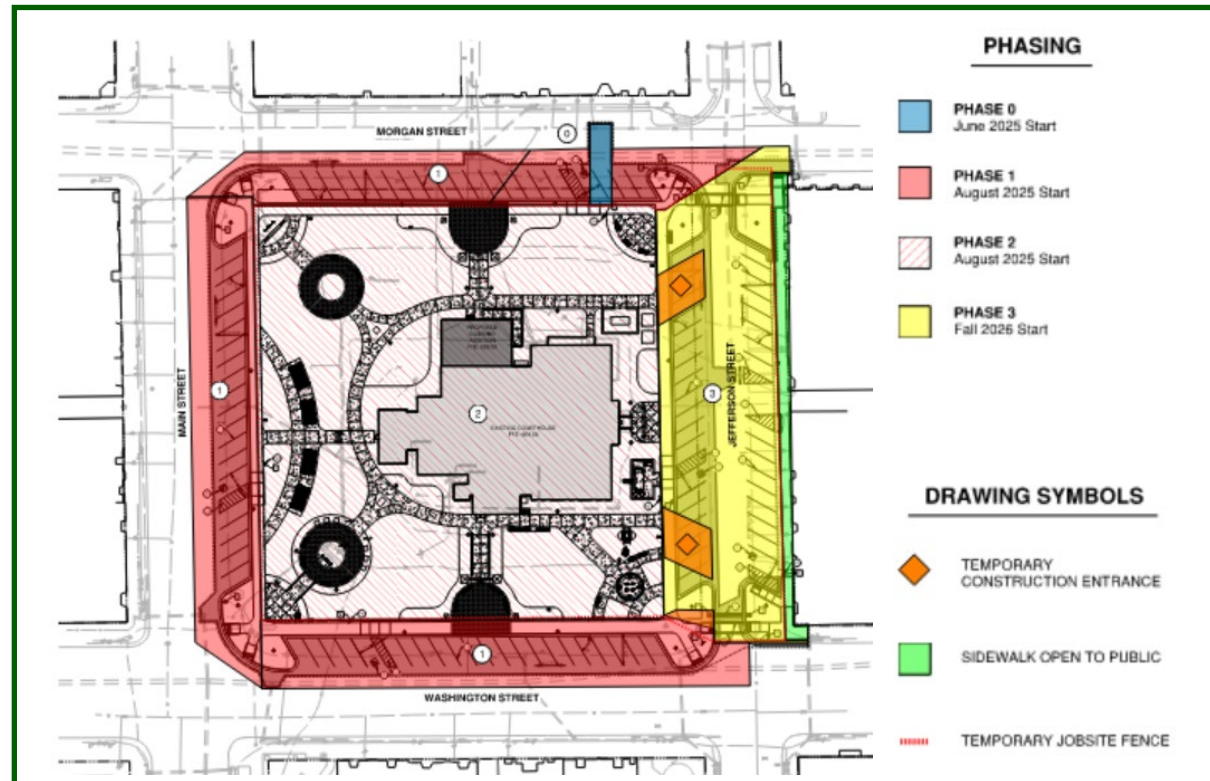 PHASING
PHASE 0
June 2025 Start
PHASE 1
August 2025 Start
PHASE 2
August 2025 Start
PHASE 3
Fall 2026 Start
DRAWING SYMBOLS
TEMPORARY
CONSTRUCTION ENTRANCE
SIDEWALK OPEN TO PUBLIC
TEMPORARY JOBSITE FENCE
MORGAN STREET
0
1
MAIN STREET
1
2
EXISTING COURTHOUSE
3
JEFFERSON STREET
1
WASHINGTON STREET